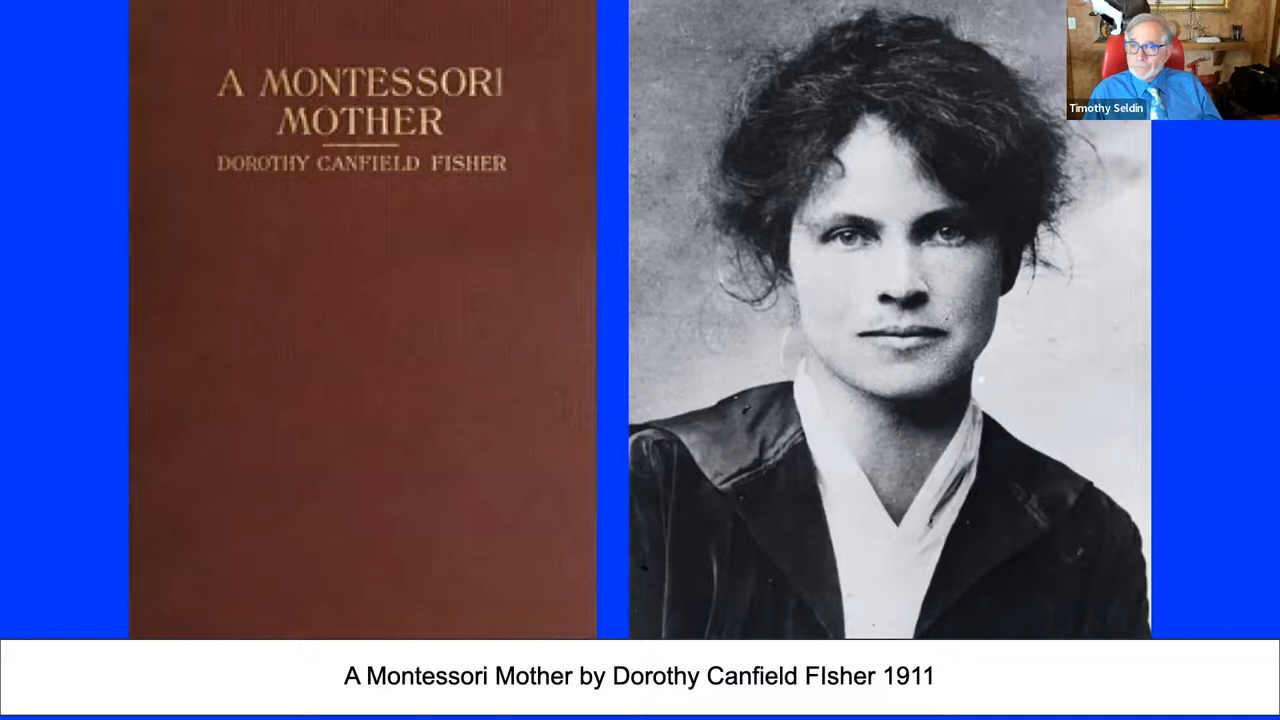 A MONTESSORI
MOTHER
DOROTHY CANFIELD FISHER
Timothy Seldin
A Montessori Mother by Dorothy Canfield FIsher 1911